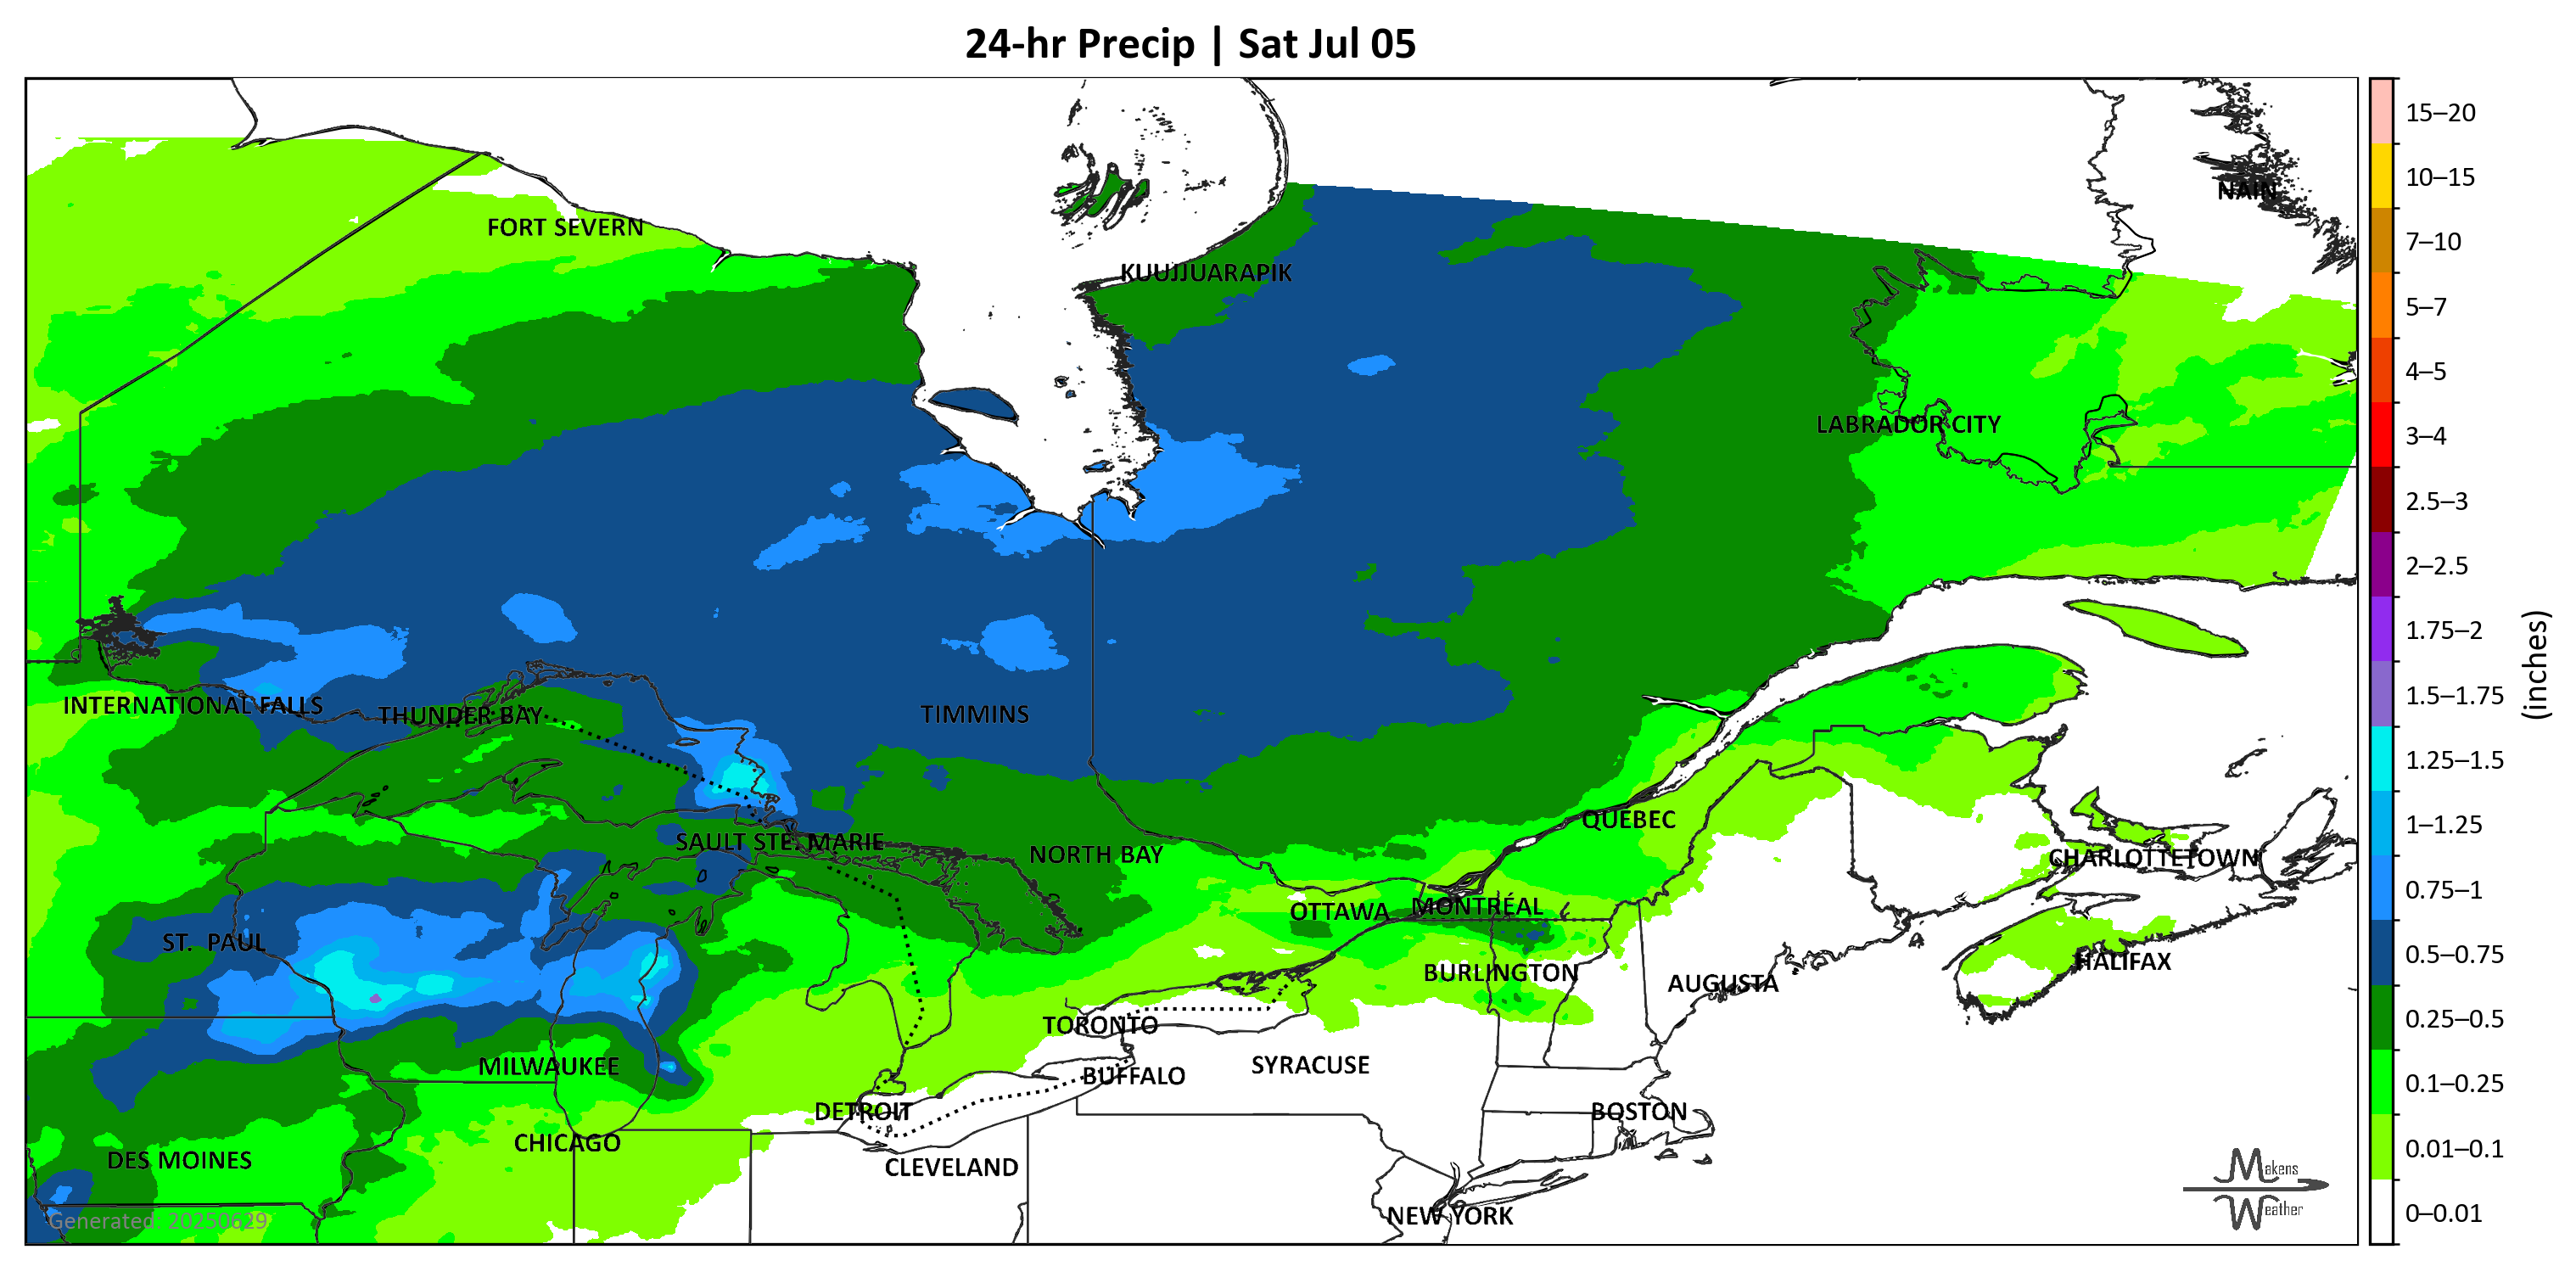 24-hr Precip | Sat Jul 05
15–20
NAIN
10–15
FORT SEVERN
7–10
KUUJJUARAPIK
5–7
4–5
LABRADOR CITY
3–4
2.5–3
2–2.5
1.75–2
(inches)
1.5–1.75
INTERNATIONAL FALLS
THUNDER BAY
TIMMINS
1.25–1.5
QUÉBEC
1–1.25
SAULT STE. MARIE
NORTH BAY
CHARLOTTETOWN
0.75–1
OTTAWA
MONTRÉAL
ST. PAUL
0.5–0.75
HALIFAX
BURLINGTON
AUGUSTA
0.25–0.5
TORONTO
MILWAUKEE
SYRACUSE
BUFFALO
0.1–0.25
DETROIT
BOSTON
CHICAGO
0.01–0.1
DES MOINES
CLEVELAND
Makens
Weather
0–0.01
NEW YORK
Generated: 20250629